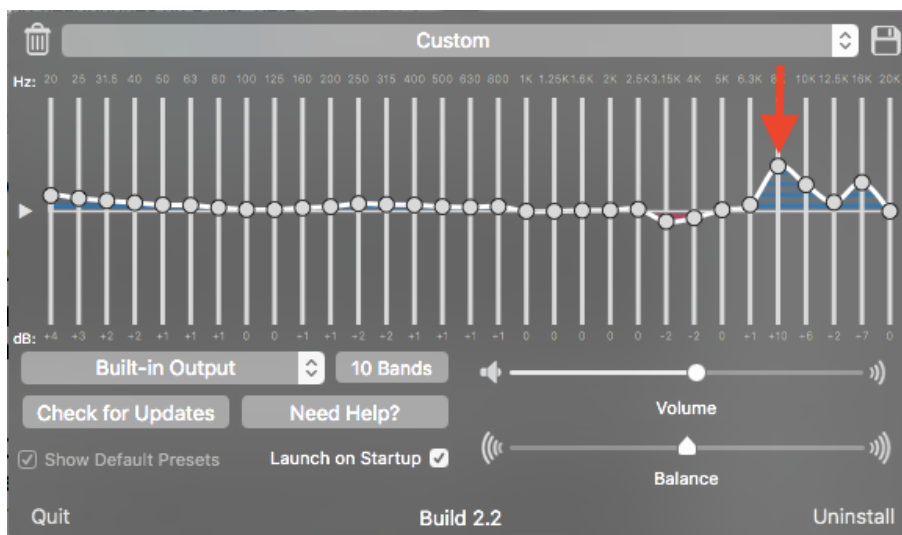 Custom
Hz: 20 25 31.5 40 50 63 80 100 125 160 200 250 315 400 500 630 800 1K 1.25K 1.6K 2K 2.5K 3.15K 4K 5K 6.3K 10K 12.5K 16K 20K
dB: +4 +3 +2 +2 +1 +1 +1 0 0 +1 +1 +2 +2 +1 +1 +1 0 0 0 0 0 -2 -2 0 +1 +10 +6 +2 +7 0
Built-in Output 10 Bands
Volume
Check for Updates Need Help?
Show Default Presets Launch on Startup
Balance
Quit Build 2.2 Uninstall